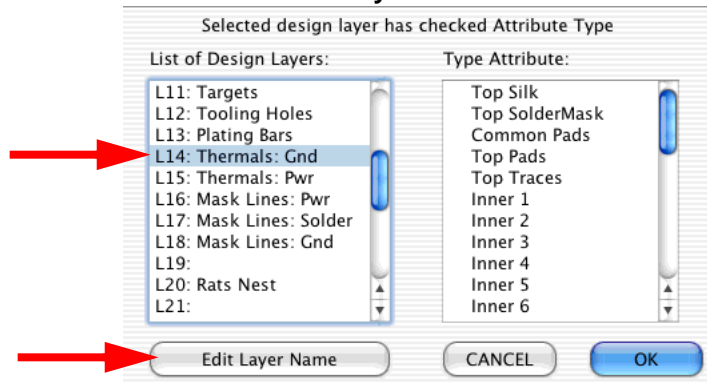 Selected design layer has checked Attribute Type
List of Design Layers:
Type Attribute:
L11: Targets
L12: Tooling Holes
L13: Plating Bars
L14: Thermals: Gnd
L15: Thermals: Pwr
L16: Mask Lines: Pwr
L17: Mask Lines: Solder
L18: Mask Lines: Gnd
L19:
L20: Rats Nest
L21:
Top Silk
Top SolderMask
Common Pads
Top Pads
Top Traces
Inner 1
Inner 2
Inner 3
Inner 4
Inner 5
Inner 6
Edit Layer Name
CANCEL
OK